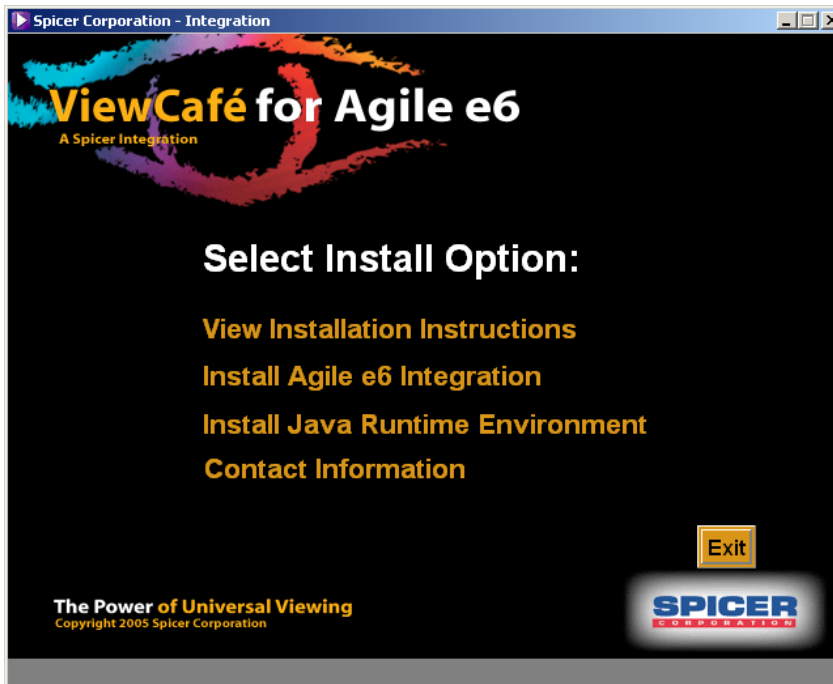 Spicer Corporation - Integration
ViewCafé for Agile e6
A Spicer Integration
Select Install Option:
View Installation Instructions
Install Agile e6 Integration
Install Java Runtime Environment
Contact Information
Exit
The Power of Universal Viewing
Copyright 2005 Spicer Corporation
SPICER
CORPORATION